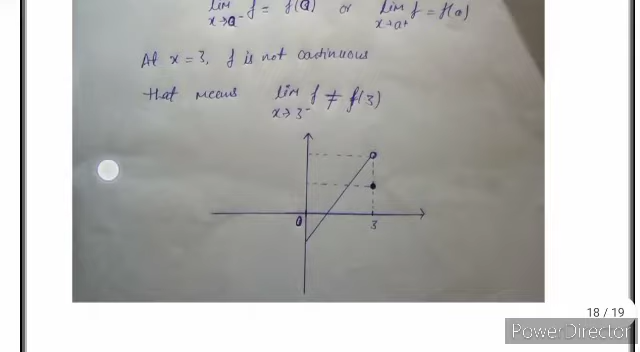 lim f = f(a) or lim f = f(a)
x→a⁻ x→a⁺
At x = 3, f is not continuous
that means lim f ≠ f(3)
x→3⁻
0
3
18 / 19
PowerDirector